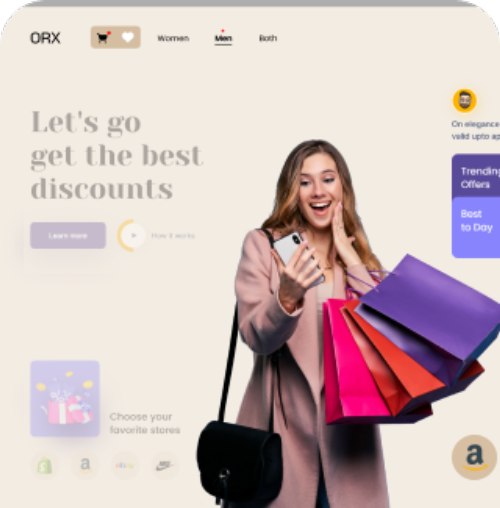 ORX
Women
Men
Both
Let's go
get the best
discounts
Learn more
How it works
On elegance
valid upto ap
Trending
Offers
Best
to Day
Choose your
favorite stores
a
ebay
a